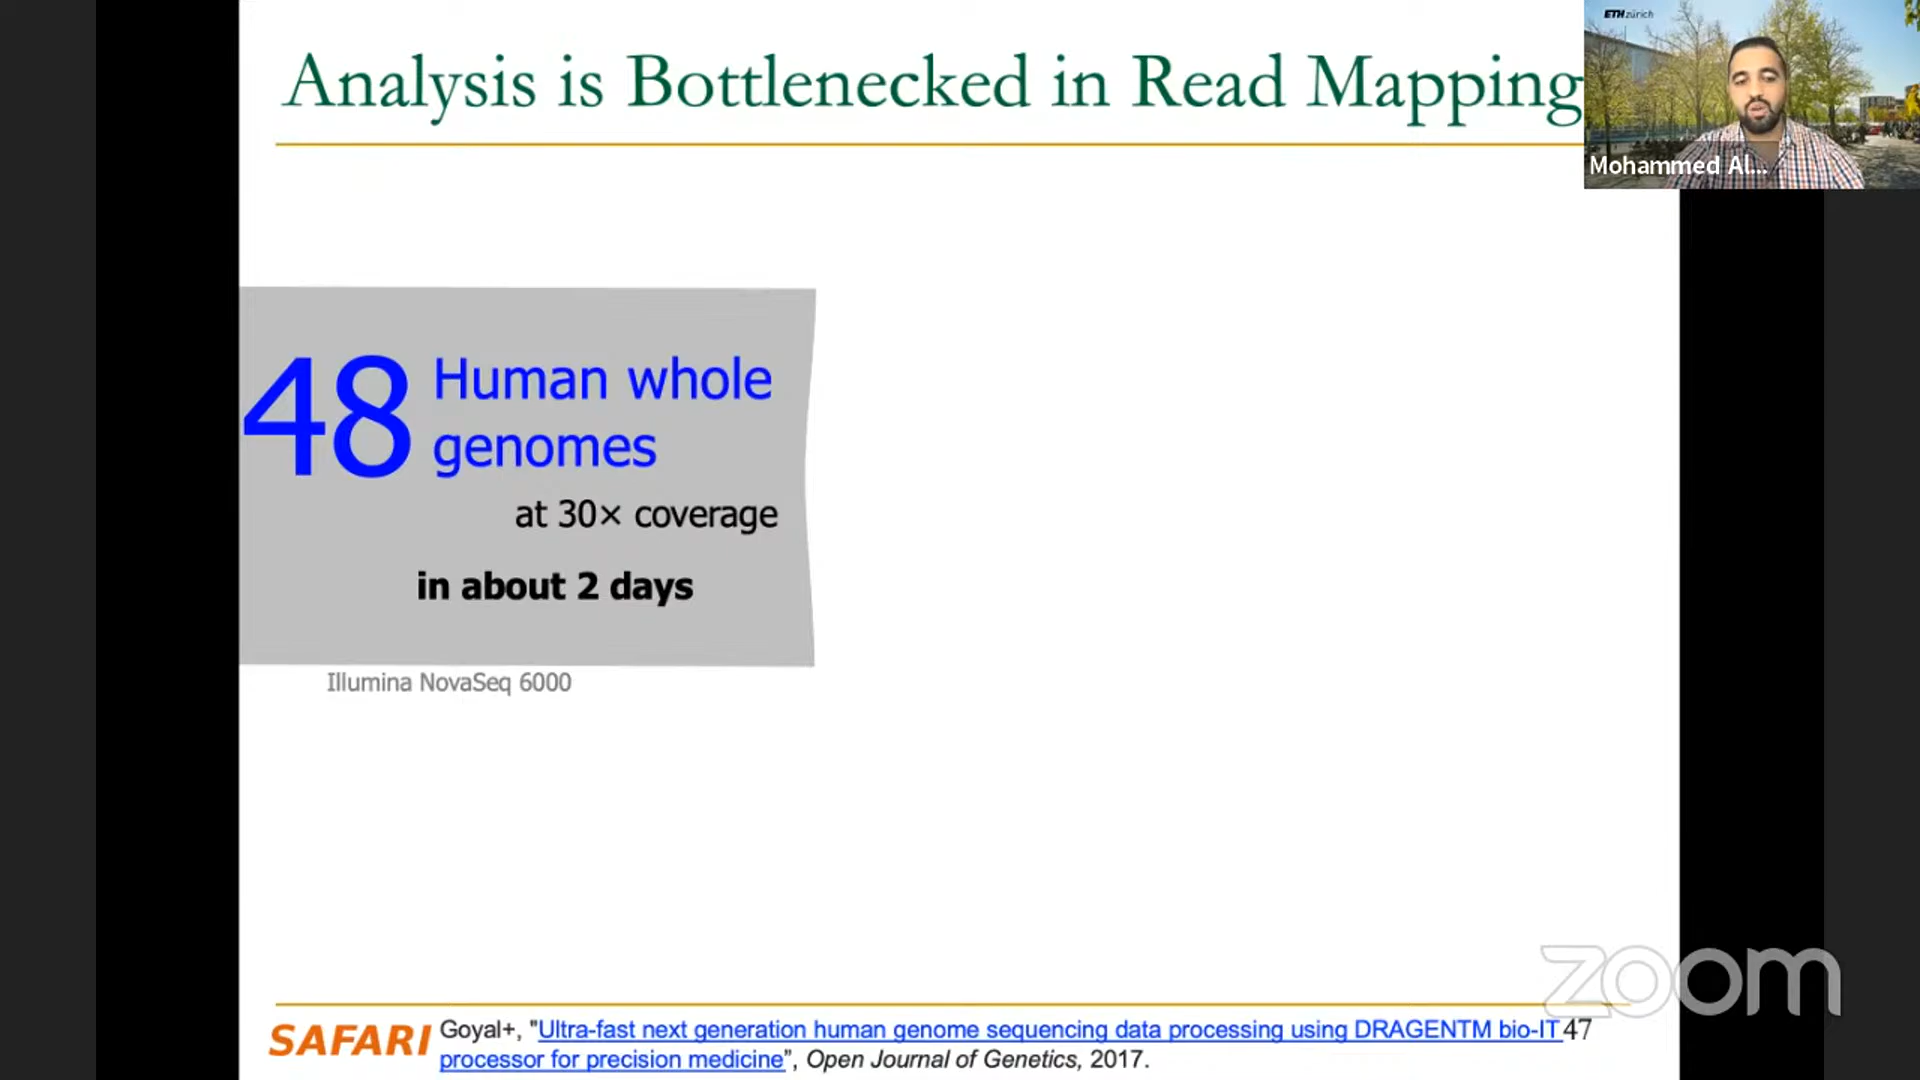 Analysis is Bottlenecked in Read Mapping
ETH zürich
Mohammed Al...
48 Human whole
genomes
at 30× coverage
in about 2 days
Illumina NovaSeq 6000
zoom
SAFARI
Goyal+, "Ultra-fast next generation human genome sequencing data processing using DRAGENTM bio-IT
processor for precision medicine", Open Journal of Genetics, 2017.
47